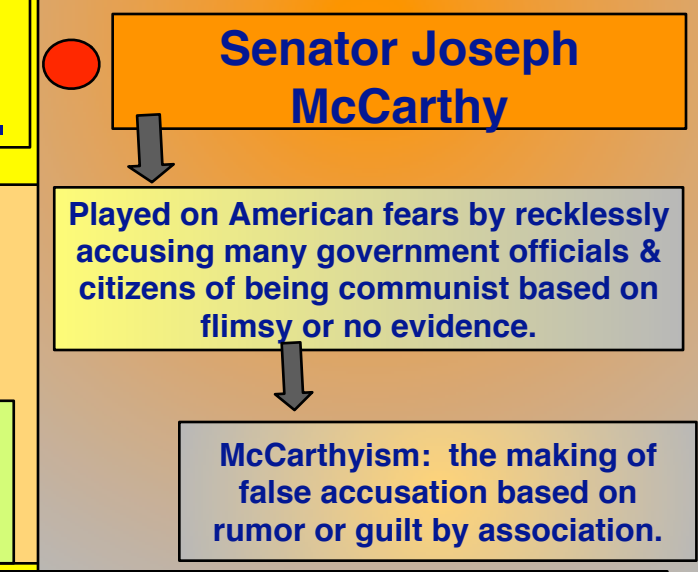 Senator Joseph
McCarthy
Played on American fears by recklessly
accusing many government officials &
citizens of being communist based on
flimsy or no evidence.
McCarthyism: the making of
false accusation based on
rumor or guilt by association.